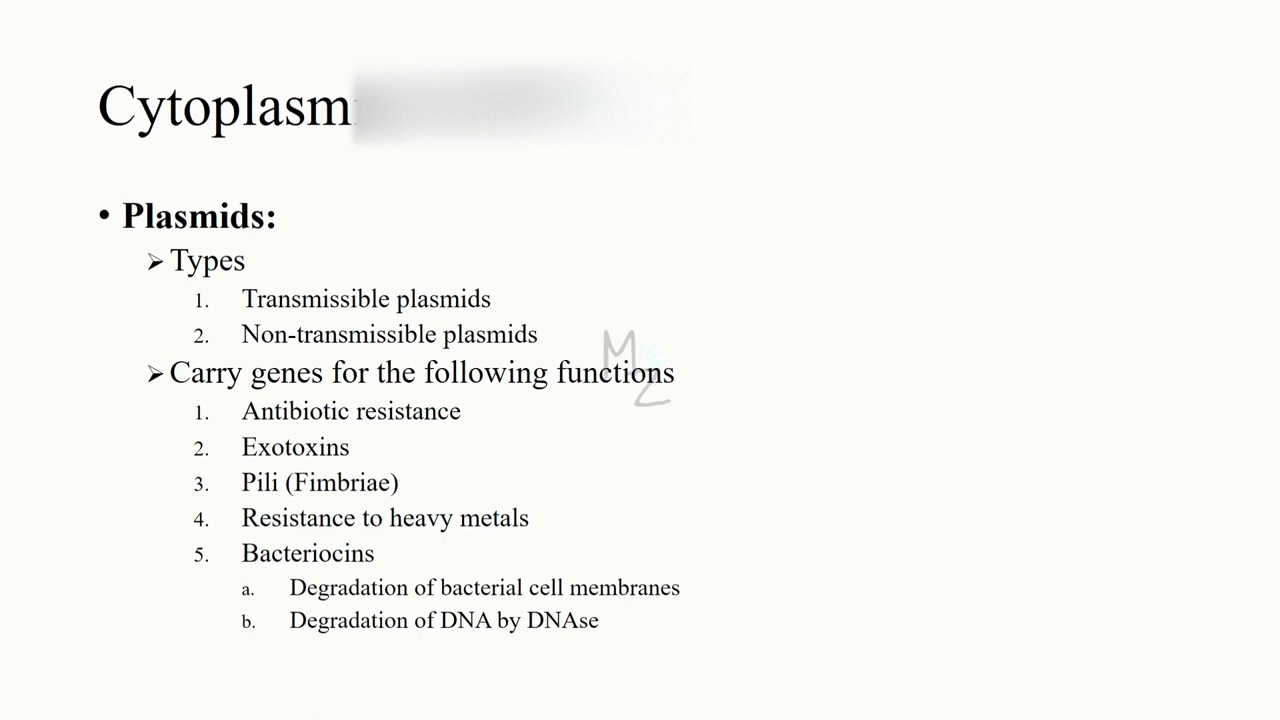 Cytoplasm
• Plasmids:
➢ Types
1. Transmissible plasmids
2. Non-transmissible plasmids
M2
➢ Carry genes for the following functions
1. Antibiotic resistance
2. Exotoxins
3. Pili (Fimbriae)
4. Resistance to heavy metals
5. Bacteriocins
a. Degradation of bacterial cell membranes
b. Degradation of DNA by DNAse